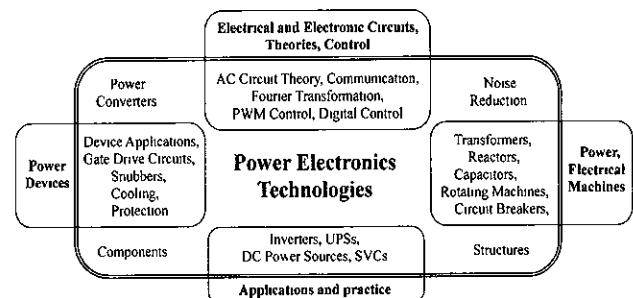 Electrical and Electronic Circuits,
Theories, Control
Power
Converters
AC Circuit Theory, Communication,
Fourier Transformation,
PWM Control, Digital Control
Noise
Reduction
Power
Devices
Device Applications,
Gate Drive Circuits,
Snubbers,
Cooling,
Protection
Power Electronics
Technologies
Transformers,
Reactors,
Capacitors,
Rotating Machines,
Circuit Breakers,
Power,
Electrical
Machines
Components
Inverters, UPSs,
DC Power Sources, SVCs
Structures
Applications and practice